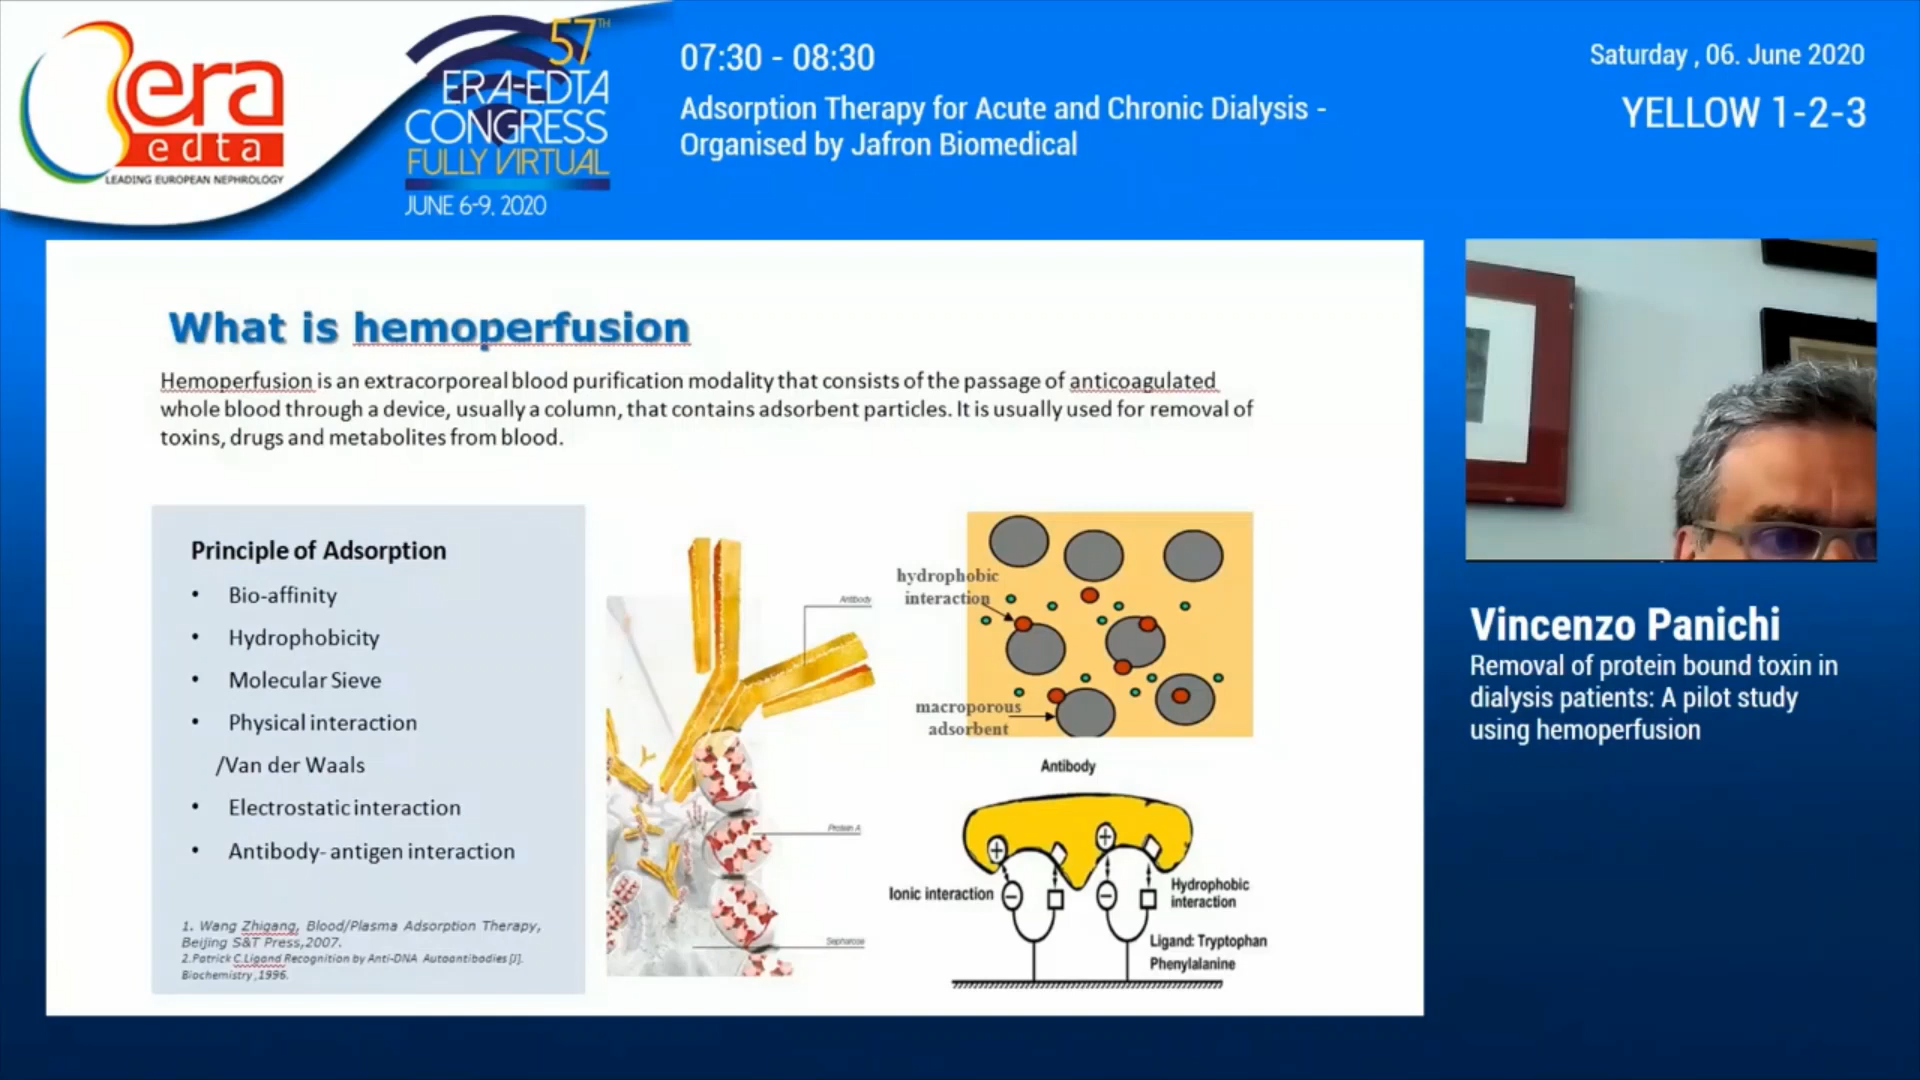 era
edta
LEADING EUROPEAN NEPHROLOGY
57TH
ERA-EDTA
CONGRESS
FULLY VIRTUAL
JUNE 6-9, 2020
07:30 - 08:30
Adsorption Therapy for Acute and Chronic Dialysis -
Organised by Jafron Biomedical
Saturday , 06. June 2020
YELLOW 1-2-3
What is hemoperfusion
Hemoperfusion is an extracorporeal blood purification modality that consists of the passage of anticoagulated
whole blood through a device, usually a column, that contains adsorbent particles. It is usually used for removal of
toxins, drugs and metabolites from blood.
Principle of Adsorption
• Bio-affinity
• Hydrophobicity
• Molecular Sieve
• Physical interaction
/Van der Waals
• Electrostatic interaction
• Antibody- antigen interaction
1. Wang Zhigang, Blood/Plasma Adsorption Therapy,
Beijing S&T Press,2007.
2.Patrick C.Ligand Recognition by Anti-DNA Autoantibodies [J].
Biochemistry ,1996.
Antibody
Protein A
Sepharose
hydrophobic
interaction
macroporous
adsorbent
Antibody
Ionic interaction
Hydrophobic
interaction
Ligand: Tryptophan
Phenylalanine
Vincenzo Panichi
Removal of protein bound toxin in
dialysis patients: A pilot study
using hemoperfusion